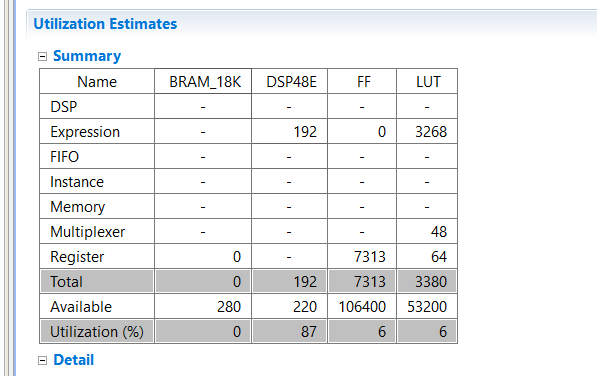 Utilization Estimates
Summary
Name BRAM_18K DSP48E FF LUT
DSP - - - -
Expression - 192 0 3268
FIFO - - - -
Instance - - - -
Memory - - - -
Multiplexer - - - 48
Register 0 - 7313 64
Total 0 192 7313 3380
Available 280 220 106400 53200
Utilization (%) 0 87 6 6
Detail